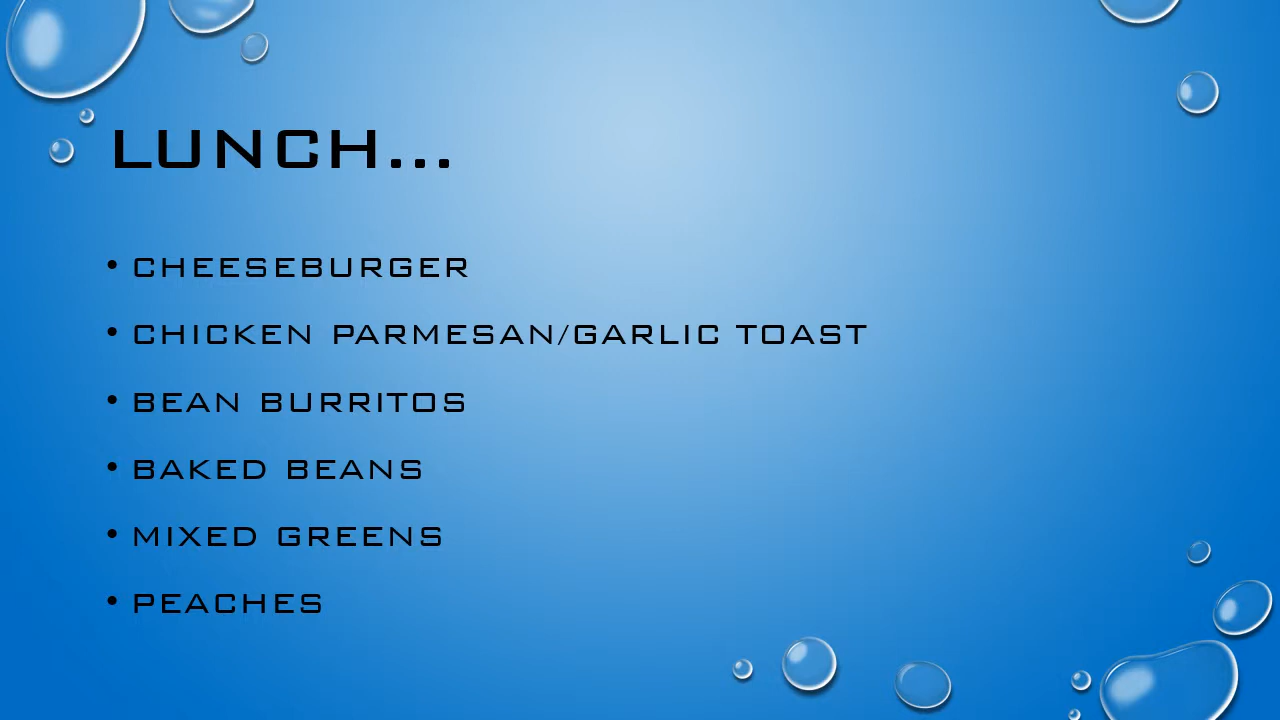 LUNCH...
• CHEESEBURGER
• CHICKEN PARMESAN/GARLIC TOAST
• BEAN BURRITOS
• BAKED BEANS
• MIXED GREENS
• PEACHES